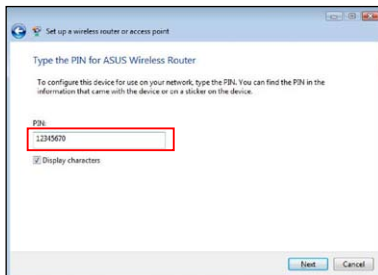 Set up a wireless router or access point
Type the PIN for ASUS Wireless Router
To configure this device for use on your network, type the PIN. You can find the PIN in the
information that came with the device or on a sticker on the device.
PIN:
12345670
Display characters
Next Cancel